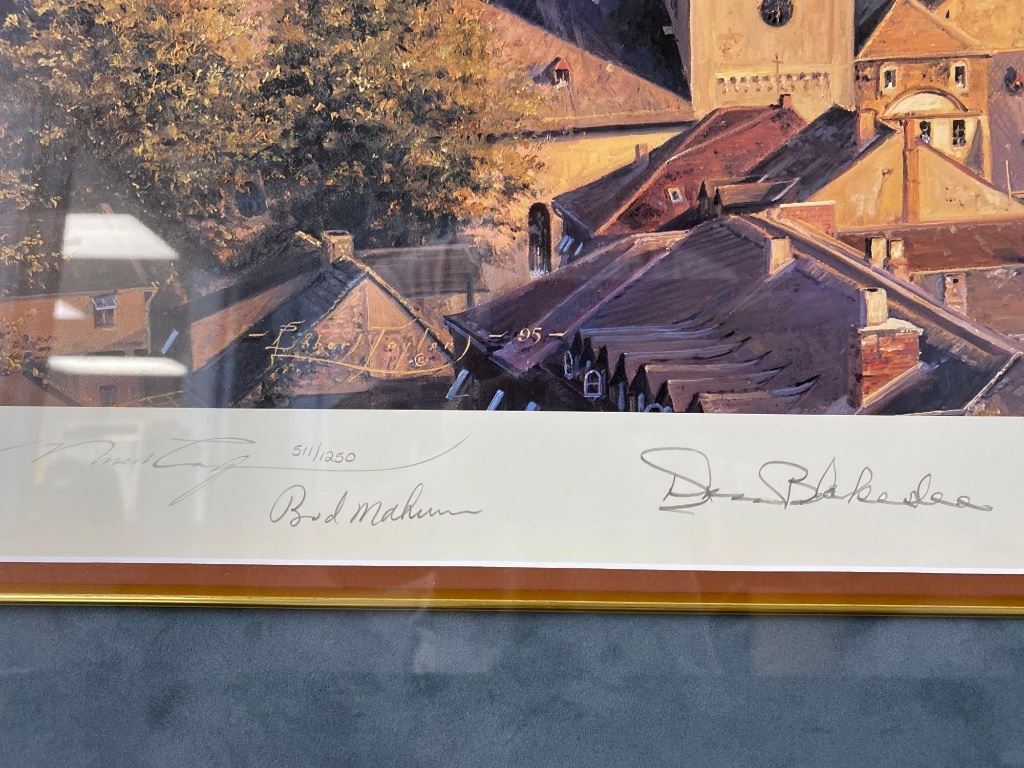 - Robert Taylor © = 95 -
511/1250
Bud Mahurin
Don Blakeslee